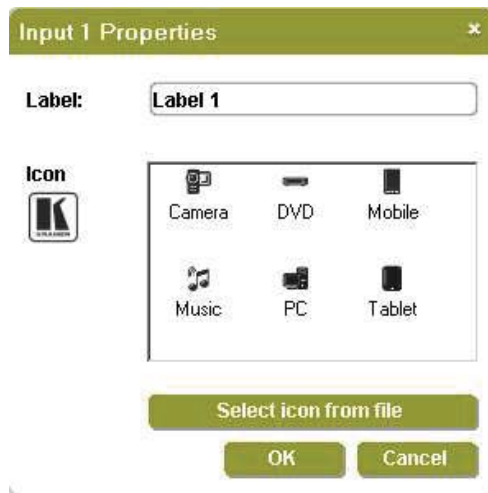 Input 1 Properties ×
Label: Label 1
Icon
K
KRAMER
Camera DVD Mobile
Music PC Tablet
Select icon from file
OK Cancel